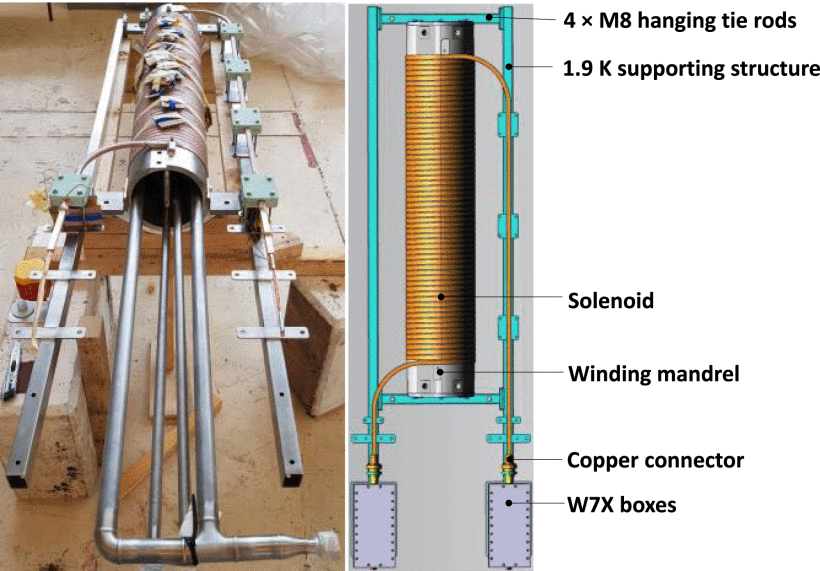 4 × M8 hanging tie rods
1.9 K supporting structure
Solenoid
Winding mandrel
Copper connector
W7X boxes